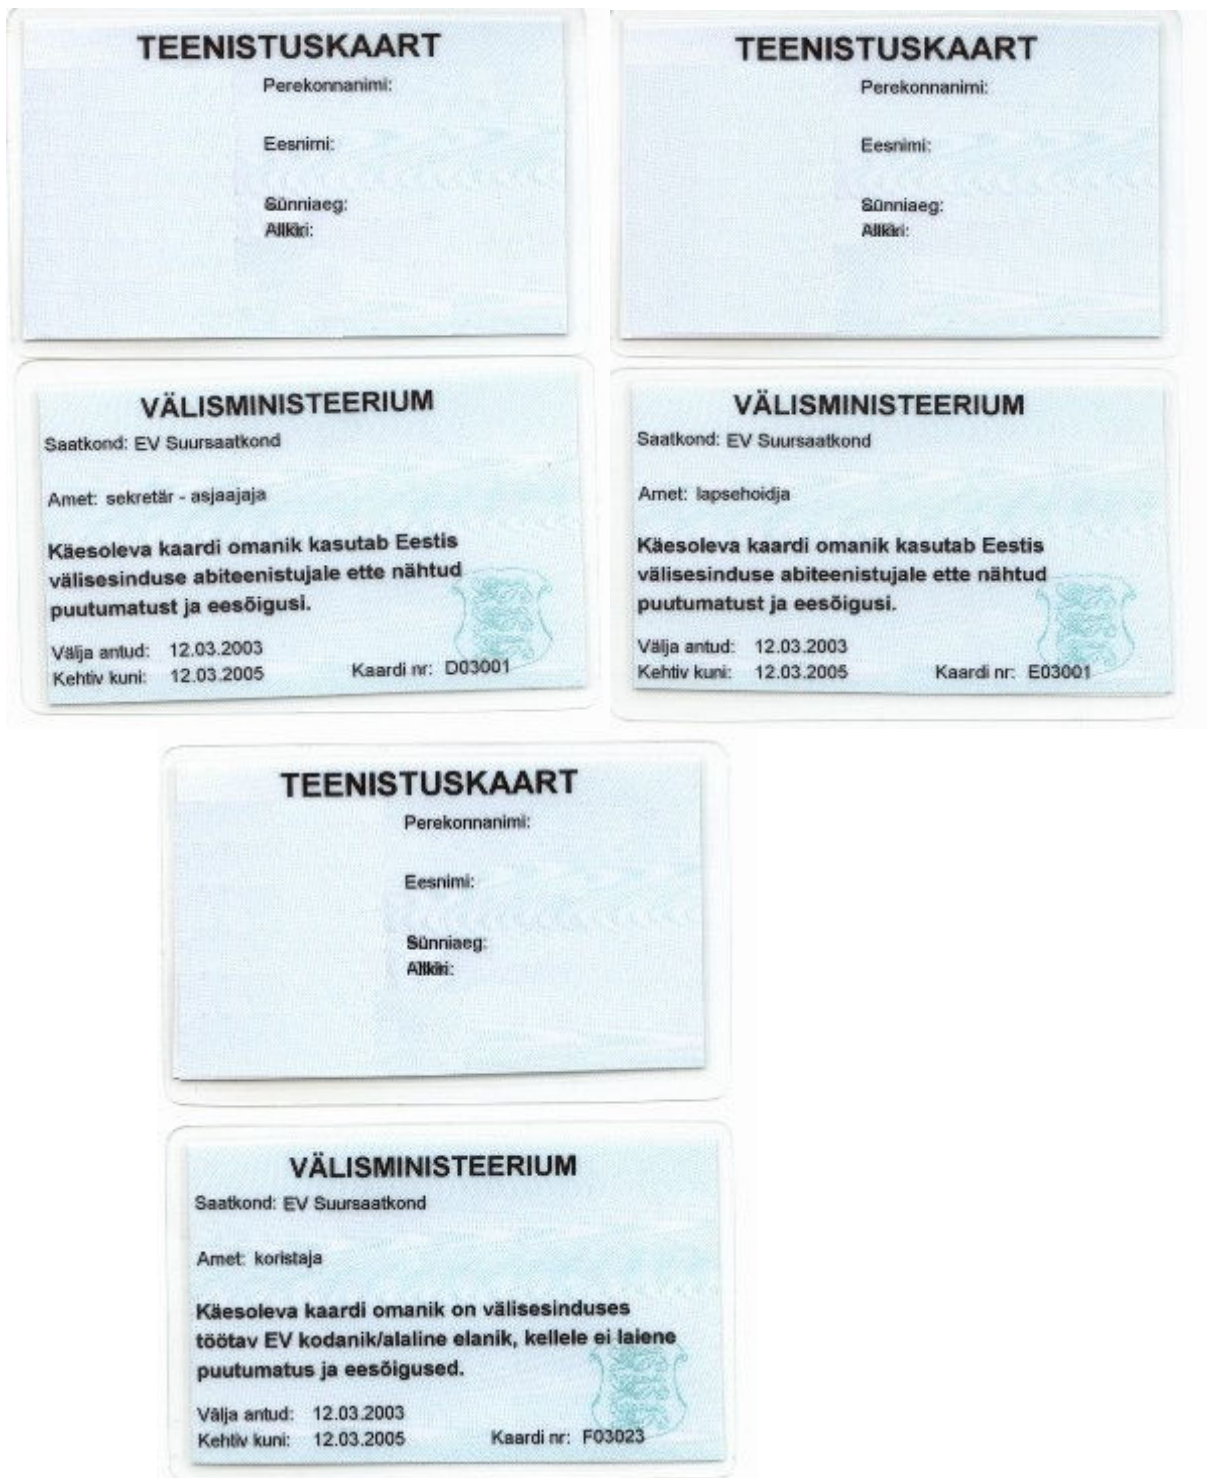 TEENISTUSKAART
Perekonnanimi:
Eesnimi:
Sünniaeg:
Allkiri:
VÄLISMINISTEERIUM
Saatkond: EV Suursaatkond
Amet: sekretär - asjaajaja
Käesoleva kaardi omanik kasutab Eestis
välisesinduse abiteenistujale ette nähtud
puutumatust ja eesõigusi.
Välja antud: 12.03.2003
Kehtiv kuni: 12.03.2005 Kaardi nr: D03001
TEENISTUSKAART
Perekonnanimi:
Eesnimi:
Sünniaeg:
Allkiri:
VÄLISMINISTEERIUM
Saatkond: EV Suursaatkond
Amet: lapsehoidja
Käesoleva kaardi omanik kasutab Eestis
välisesinduse abiteenistujale ette nähtud
puutumatust ja eesõigusi.
Välja antud: 12.03.2003
Kehtiv kuni: 12.03.2005 Kaardi nr: E03001
TEENISTUSKAART
Perekonnanimi:
Eesnimi:
Sünniaeg:
Allkiri:
VÄLISMINISTEERIUM
Saatkond: EV Suursaatkond
Amet: koristaja
Käesoleva kaardi omanik on välisesinduses
töötav EV kodanik/alaline elanik, kellele ei laiene
puutumatus ja eesõigused.
Välja antud: 12.03.2003
Kehtiv kuni: 12.03.2005 Kaardi nr: F03023